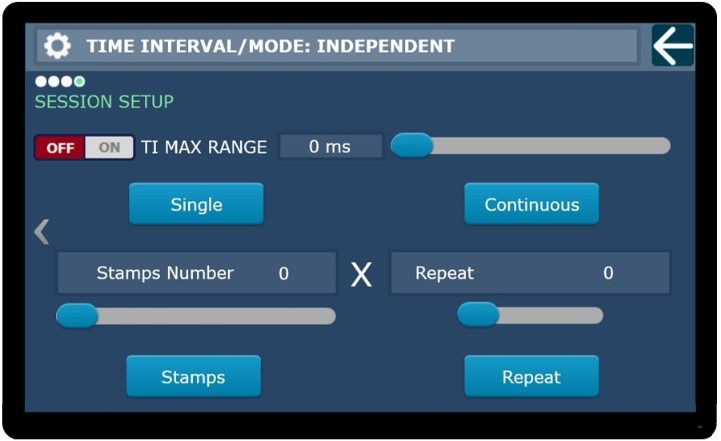 TIME INTERVAL/MODE: INDEPENDENT
SESSION SETUP
OFF ON TI MAX RANGE 0 ms
Single Continuous
Stamps Number 0 X Repeat 0
Stamps Repeat